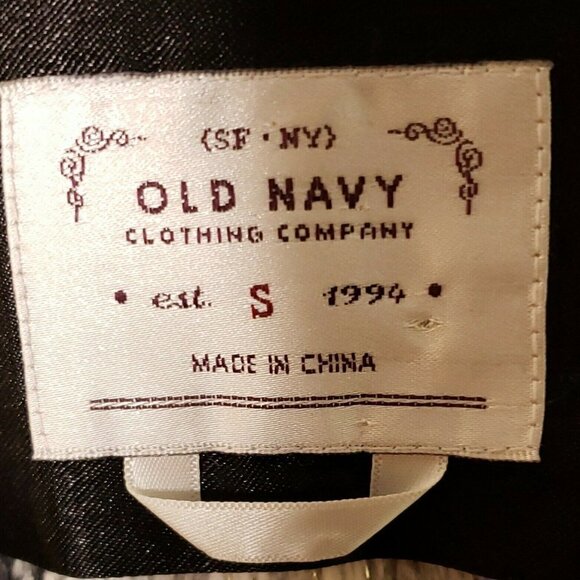 {SF · NY}
OLD NAVY
CLOTHING COMPANY
• est. S 1994 •
MADE IN CHINA